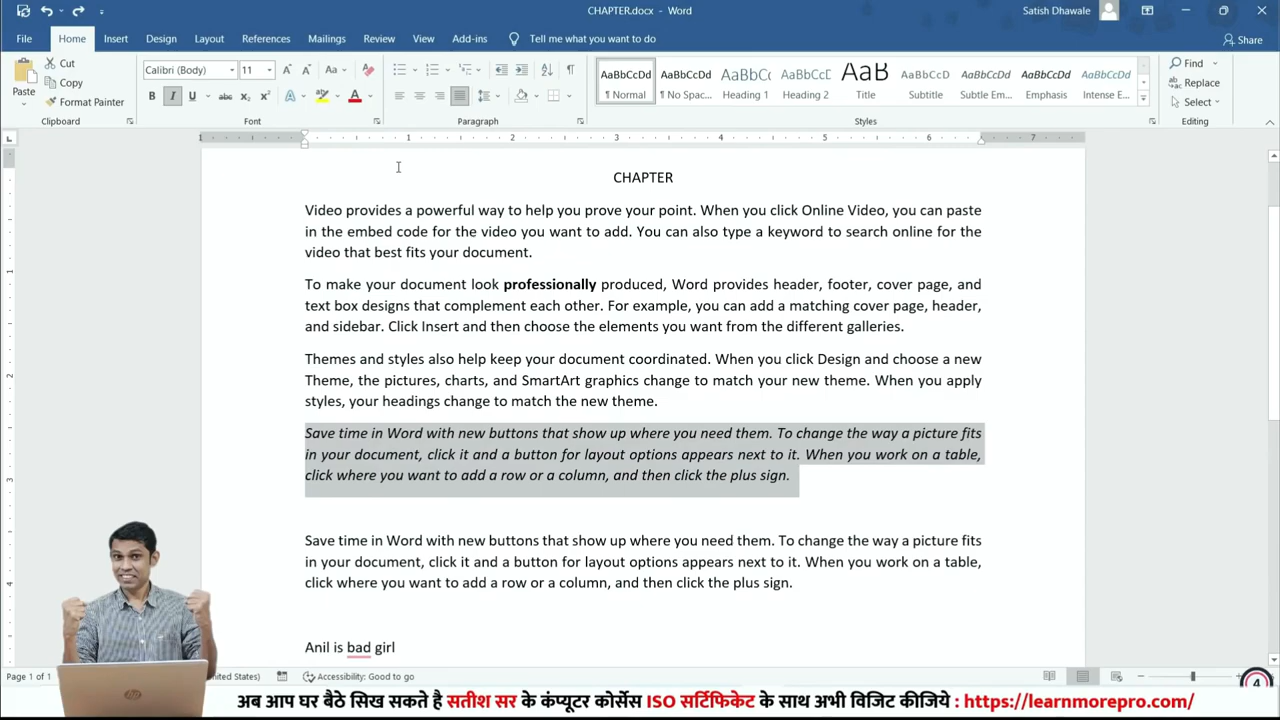 CHAPTER.docx - Word
Satish Dhawale
File Home Insert Design Layout References Mailings Review View Add-ins Tell me what you want to do Share
Paste
Cut
Copy
Format Painter
Clipboard
Calibri (Body) 11
Font
Paragraph
AaBbCcDd AaBbCcDd AaBbC( AaBbCcC AaB AaBbCcD AaBbCcDd AaBbCcDd AaBbCcDd
¶ Normal ¶ No Spac... Heading 1 Heading 2 Title Subtitle Subtle Em... Emphasis Intense E...
Styles
Find
Replace
Select
Editing
1 1 2 3 4 5 6 7
CHAPTER
Video provides a powerful way to help you prove your point. When you click Online Video, you can paste
in the embed code for the video you want to add. You can also type a keyword to search online for the
video that best fits your document.
To make your document look professionally produced, Word provides header, footer, cover page, and
text box designs that complement each other. For example, you can add a matching cover page, header,
and sidebar. Click Insert and then choose the elements you want from the different galleries.
Themes and styles also help keep your document coordinated. When you click Design and choose a new
Theme, the pictures, charts, and SmartArt graphics change to match your new theme. When you apply
styles, your headings change to match the new theme.
Save time in Word with new buttons that show up where you need them. To change the way a picture fits
in your document, click it and a button for layout options appears next to it. When you work on a table,
click where you want to add a row or a column, and then click the plus sign.
Save time in Word with new buttons that show up where you need them. To change the way a picture fits
in your document, click it and a button for layout options appears next to it. When you work on a table,
click where you want to add a row or a column, and then click the plus sign.
Anil is bad girl
Page 1 of 1 United States) Accessibility: Good to go
अब आप घर बैठे सिख सकते है सतीश सर के कंप्यूटर कोर्सेस ISO सर्टिफिकेट के साथ अभी विजिट कीजिये : https://learnmorepro.com/